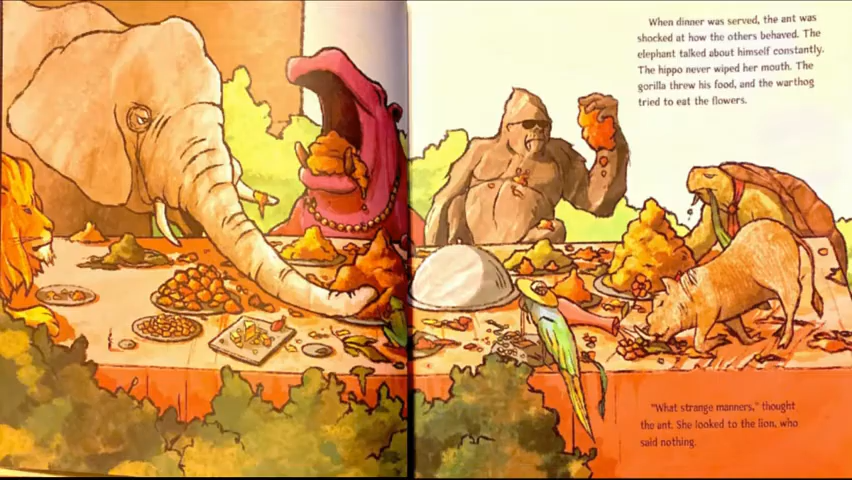 When dinner was served, the ant was
shocked at how the others behaved. The
elephant talked about himself constantly.
The hippo never wiped her mouth. The
gorilla threw his food, and the warthog
tried to eat the flowers.
"What strange manners," thought
the ant. She looked to the lion, who
said nothing.